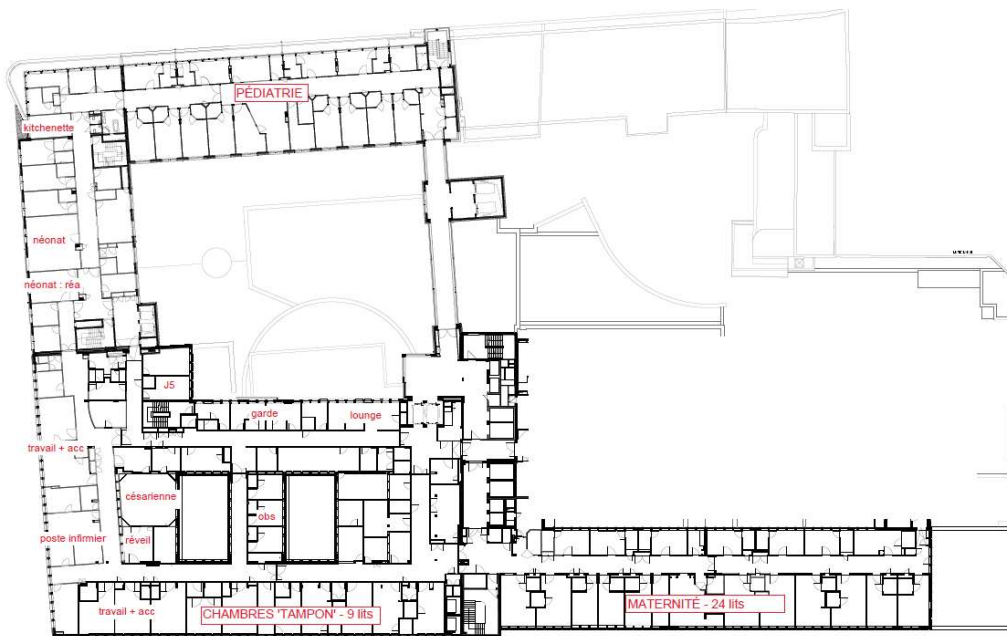 PÉDIATRIE
kitchenette
néonat
néonat : réa
J5
garde
lounge
travail + acc
césarienne
obs
poste infirmier
réveil
travail + acc
CHAMBRES 'TAMPON' - 9 lits
MATERNITÉ - 24 lits